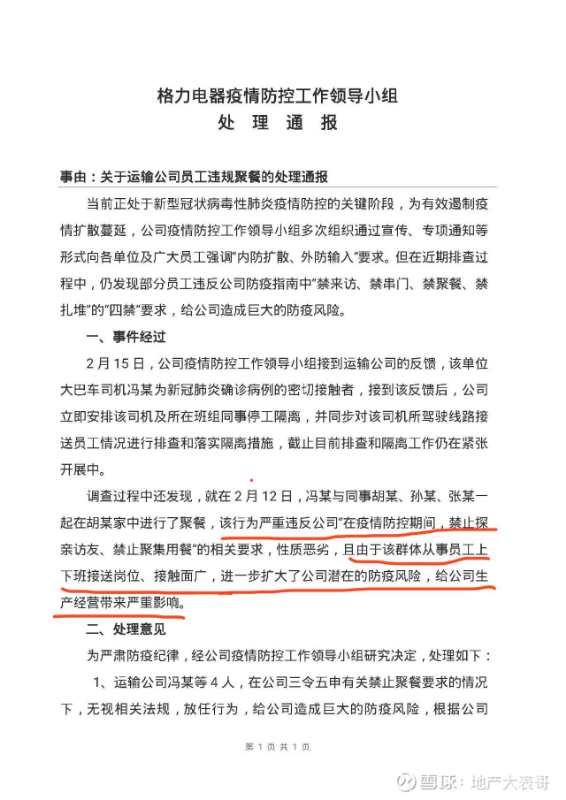 格力电器疫情防控工作领导小组
处 理 通 报
事由：关于运输公司员工违规聚餐的处理通报
当前正处于新型冠状病毒性肺炎疫情防控的关键阶段，为有效遏制疫
情扩散蔓延，公司疫情防控工作领导小组多次组织通过宣传、专项通知等
形式向各单位及广大员工强调“内防扩散、外防输入”要求。但在近期排查过
程中，仍发现部分员工违反公司防疫指南中“禁来访、禁串门、禁聚餐、禁
扎堆”的“四禁”要求，给公司造成巨大的防疫风险。
一、事件经过
2 月 15 日，公司疫情防控工作领导小组接到运输公司的反馈，该单位
大巴车司机冯某为新冠肺炎确诊病例的密切接触者，接到该反馈后，公司
立即安排该司机及所在班组同事停工隔离，并同步对该司机所驾驶线路接
送员工情况进行排查和落实隔离措施，截止目前排查和隔离工作仍在紧张
开展中。
调查过程中还发现，就在 2 月 12 日，冯某与同事胡某、孙某、张某一
起在胡某家中进行了聚餐，该行为严重违反公司“在疫情防控期间，禁止探
亲访友、禁止聚集用餐”的相关要求，性质恶劣，且由于该群体从事员工上
下班接送岗位、接触面广，进一步扩大了公司潜在的防疫风险，给公司生
产经营带来严重影响。
二、处理意见
为严肃防疫纪律，经公司疫情防控工作领导小组研究决定，处理如下：
1、运输公司冯某等 4 人，在公司三令五申有关禁止聚餐要求的情况
下，无视相关法规，放任行为，给公司造成巨大的防疫风险，根据公司
第 1 页 共 1 页
雪球：地产大表哥